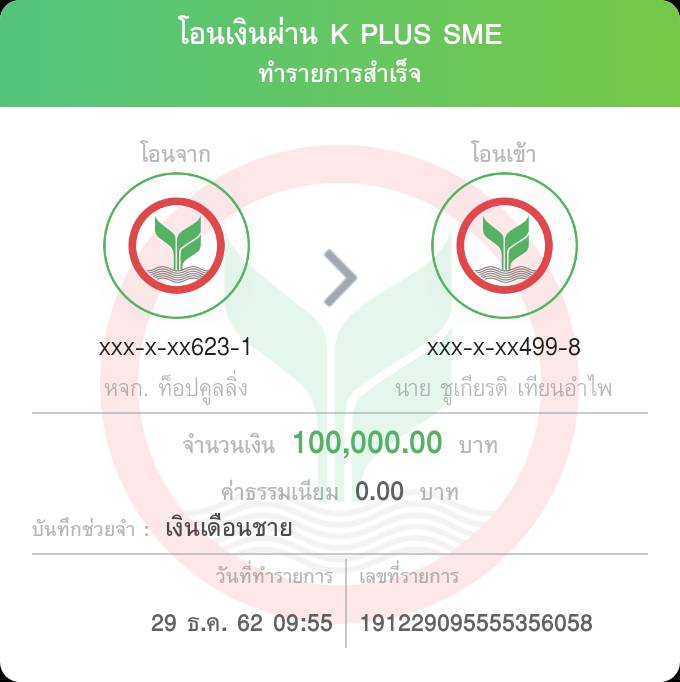 โอนเงินผ่าน K PLUS SME
ทำรายการสำเร็จ
โอนจาก
โอนเข้า
xxx-x-xx623-1
xxx-x-xx499-8
หจก. ท็อปคูลลิ่ง
นาย ชูเกียรติ เทียนอำไพ
จำนวนเงิน 100,000.00 บาท
ค่าธรรมเนียม 0.00 บาท
บันทึกช่วยจำ : เงินเดือนชาย
วันที่ทำรายการ
เลขที่รายการ
29 ธ.ค. 62 09:55
191229095555356058